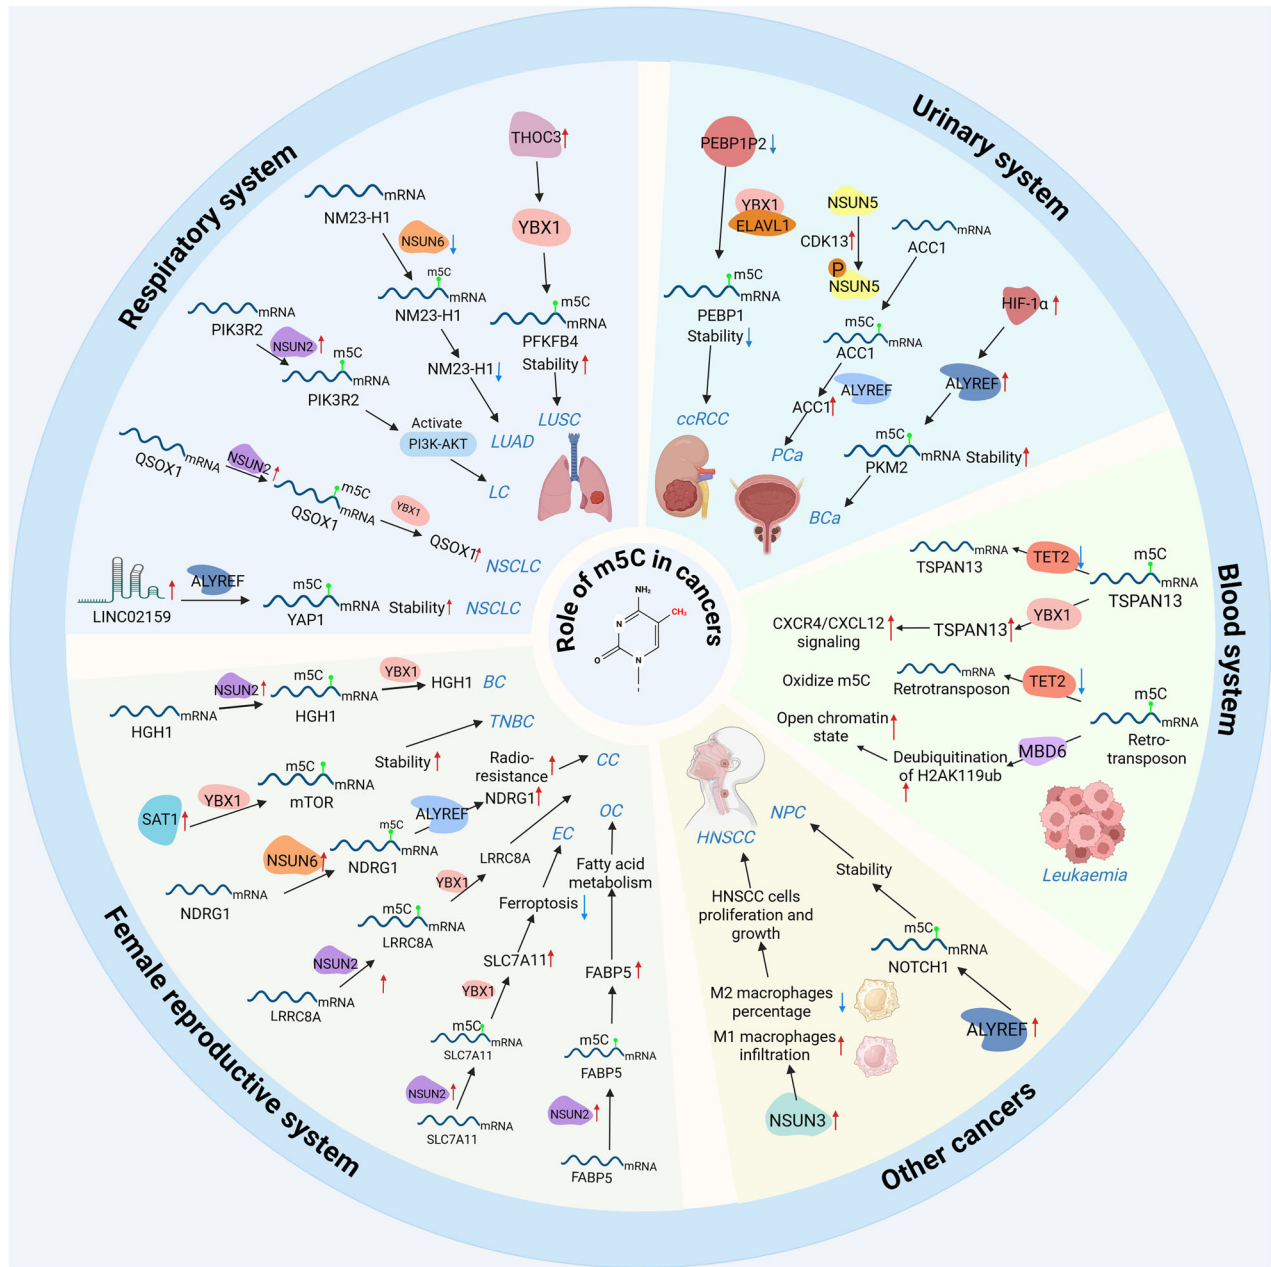 Role of m5C in cancers
NH₂
CH₃
N
O
N
I
Respiratory system
THOC3
YBX1
m5C
mRNA
PFKFB4
Stability
LUSC
mRNA
NM23-H1
NSUN6
m5C
mRNA
NM23-H1
NM23-H1
LUAD
mRNA
PIK3R2
NSUN2
m5C
mRNA
PIK3R2
Activate
PI3K-AKT
LC
QSOX1
mRNA
NSUN2
m5C
QSOX1
mRNA
YBX1
QSOX1
NSCLC
LINC02159
ALYREF
m5C
mRNA
YAP1
Stability
NSCLC
Urinary system
PEBP1P2
YBX1
ELAVL1
m5C
mRNA
PEBP1
Stability
ccRCC
NSUN5
CDK13
P
NSUN5
mRNA
ACC1
m5C
mRNA
ACC1
ALYREF
ACC1
PCa
HIF-1α
ALYREF
m5C
mRNA
PKM2
Stability
BCa
Blood system
mRNA
TSPAN13
TET2
m5C
mRNA
TSPAN13
YBX1
TSPAN13
CXCR4/CXCL12
signaling
mRNA
Retrotransposon
TET2
Oxidize m5C
m5C
mRNA
Retro-
transposon
MBD6
Open chromatin
state
Deubiquitination
of H2AK119ub
Leukaemia
Female reproductive system
mRNA
HGH1
NSUN2
m5C
mRNA
HGH1
YBX1
HGH1
BC
SAT1
YBX1
m5C
mRNA
mTOR
Stability
TNBC
mRNA
NDRG1
NSUN6
m5C
mRNA
NDRG1
ALYREF
Radio-
resistance
NDRG1
CC
mRNA
LRRC8A
NSUN2
m5C
mRNA
LRRC8A
YBX1
LRRC8A
mRNA
SLC7A11
NSUN2
m5C
mRNA
SLC7A11
YBX1
SLC7A11
Ferroptosis
EC
mRNA
FABP5
NSUN2
m5C
mRNA
FABP5
FABP5
Fatty acid
metabolism
OC
Other cancers
HNSCC
HNSCC cells
proliferation and
growth
M2 macrophages
percentage
M1 macrophages
infiltration
NSUN3
NPC
Stability
m5C
mRNA
NOTCH1
ALYREF